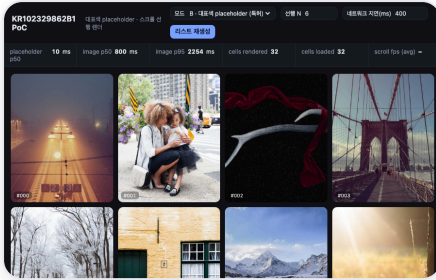 KR102329862B1 PoC
대표색 placeholder · 스크롤 선행 렌더
모드 B · 대표색 placeholder (특허)
선행 N 6
네트워크 지연(ms) 400
리스트 재생성
placeholder p50 10 ms
image p50 800 ms
image p95 2254 ms
cells rendered 32
cells loaded 32
scroll fps (avg) –
#000
#001
#002
#003